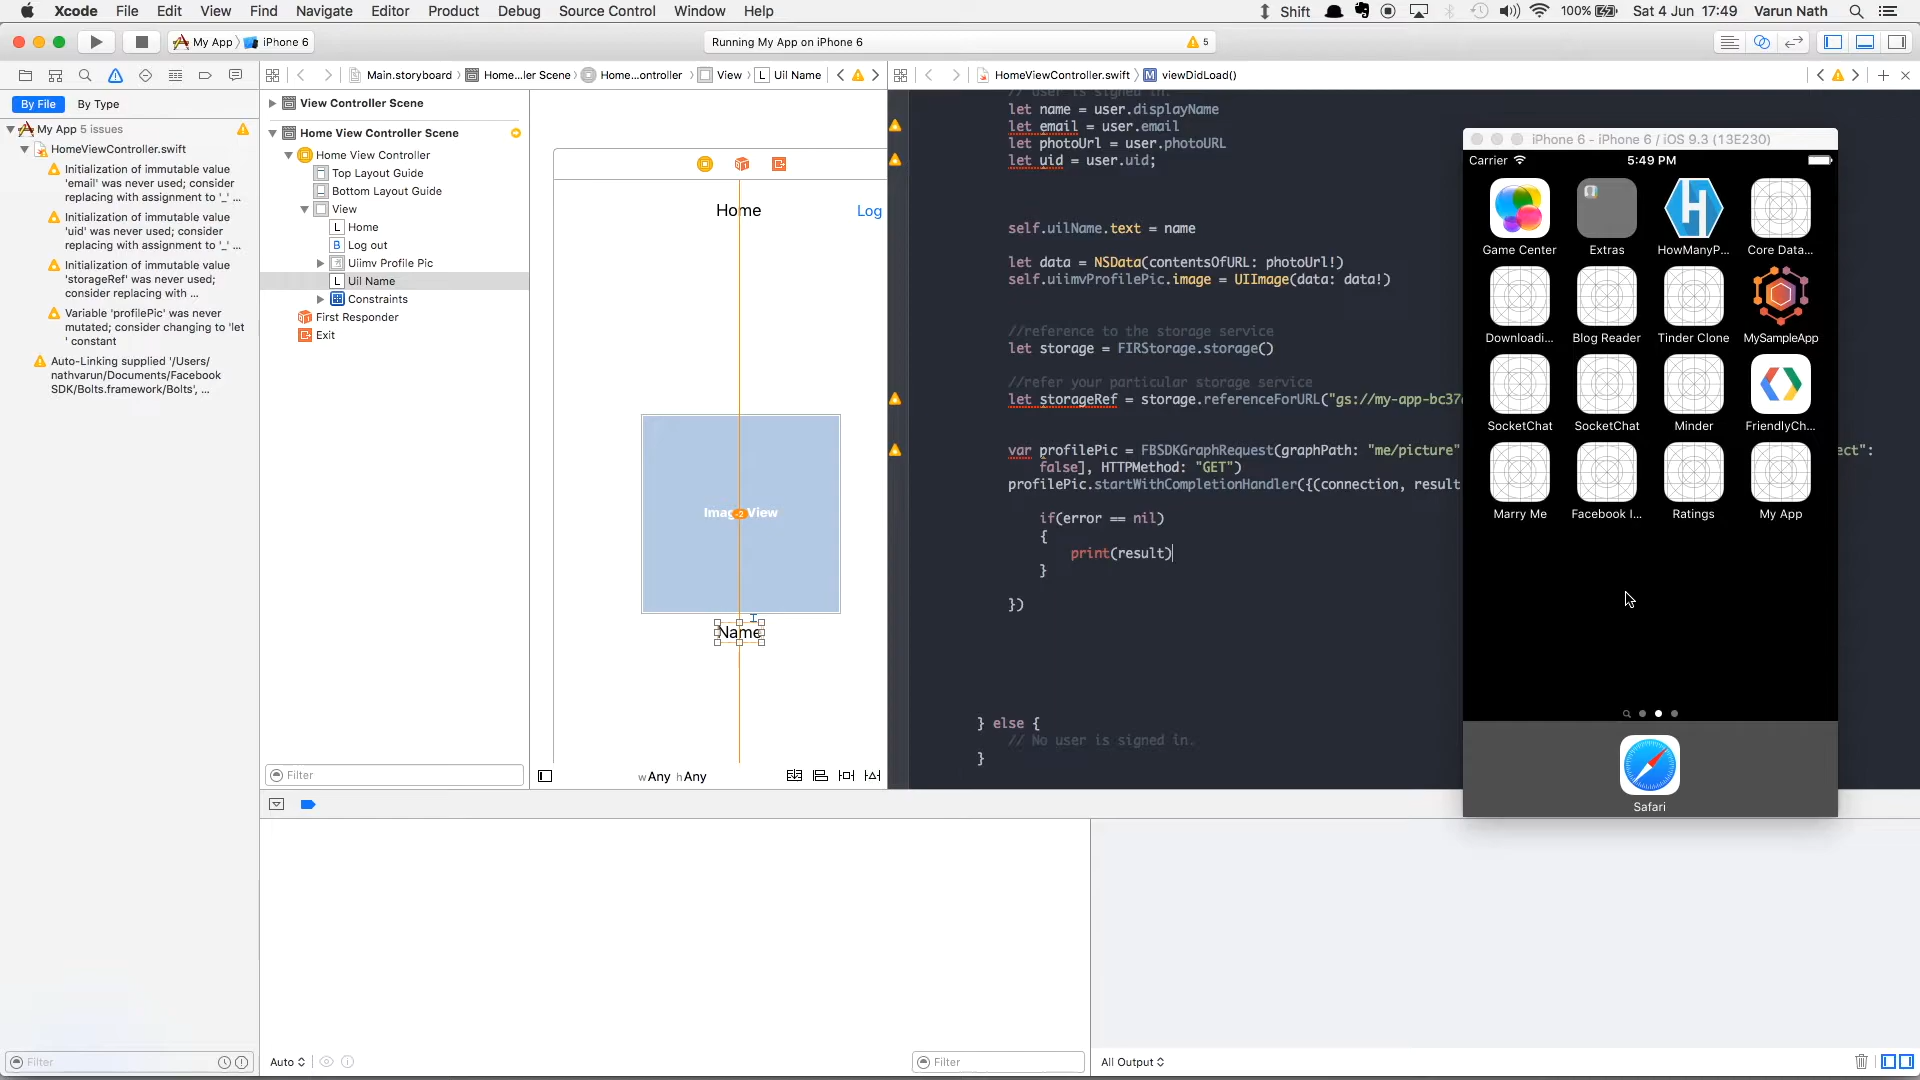 Xcode File Edit View Find Navigate Editor Product Debug Source Control Window Help
Shift 100% Sat 4 Jun 17:49 Varun Nath
My App iPhone 6
Running My App on iPhone 6
5
Main.storyboard Home...ler Scene Home...ontroller View L Uil Name
HomeViewController.swift M viewDidLoad()
By File By Type
My App 5 issues
HomeViewController.swift
Initialization of immutable value
'email' was never used; consider
replacing with assignment to '_' ...
Initialization of immutable value
'uid' was never used; consider
replacing with assignment to '_' ...
Initialization of immutable value
'storageRef' was never used;
consider replacing with ...
Variable 'profilePic' was never
mutated; consider changing to 'let
' constant
Auto-Linking supplied '/Users/
nathvarun/Documents/Facebook
SDK/Bolts.framework/Bolts', ...
View Controller Scene
Home View Controller Scene
Home View Controller
Top Layout Guide
Bottom Layout Guide
View
L Home
B Log out
Uiimv Profile Pic
L Uil Name
Constraints
First Responder
Exit
Filter
Home
Log
Name
wAny hAny
// User is signed in.
let name = user.displayName
let email = user.email
let photoUrl = user.photoURL
let uid = user.uid;
self.uilName.text = name
let data = NSData(contentsOfURL: photoUrl!)
self.uiimvProfilePic.image = UIImage(data: data!)
//reference to the storage service
let storage = FIRStorage.storage()
//refer your particular storage service
let storageRef = storage.referenceForURL("gs://my-app-bc37
var profilePic = FBSDKGraphRequest(graphPath: "me/picture"
ect":
false], HTTPMethod: "GET")
profilePic.startWithCompletionHandler({(connection, result
if(error == nil)
{
print(result)
}
})
} else {
// No user is signed in.
}
iPhone 6 - iPhone 6 / iOS 9.3 (13E230)
Carrier 5:49 PM
Game Center Extras HowManyP... Core Data...
Downloadi... Blog Reader Tinder Clone MySampleApp
SocketChat SocketChat Minder FriendlyCh...
Marry Me Facebook I... Ratings My App
Safari
Filter
Auto
Filter
All Output